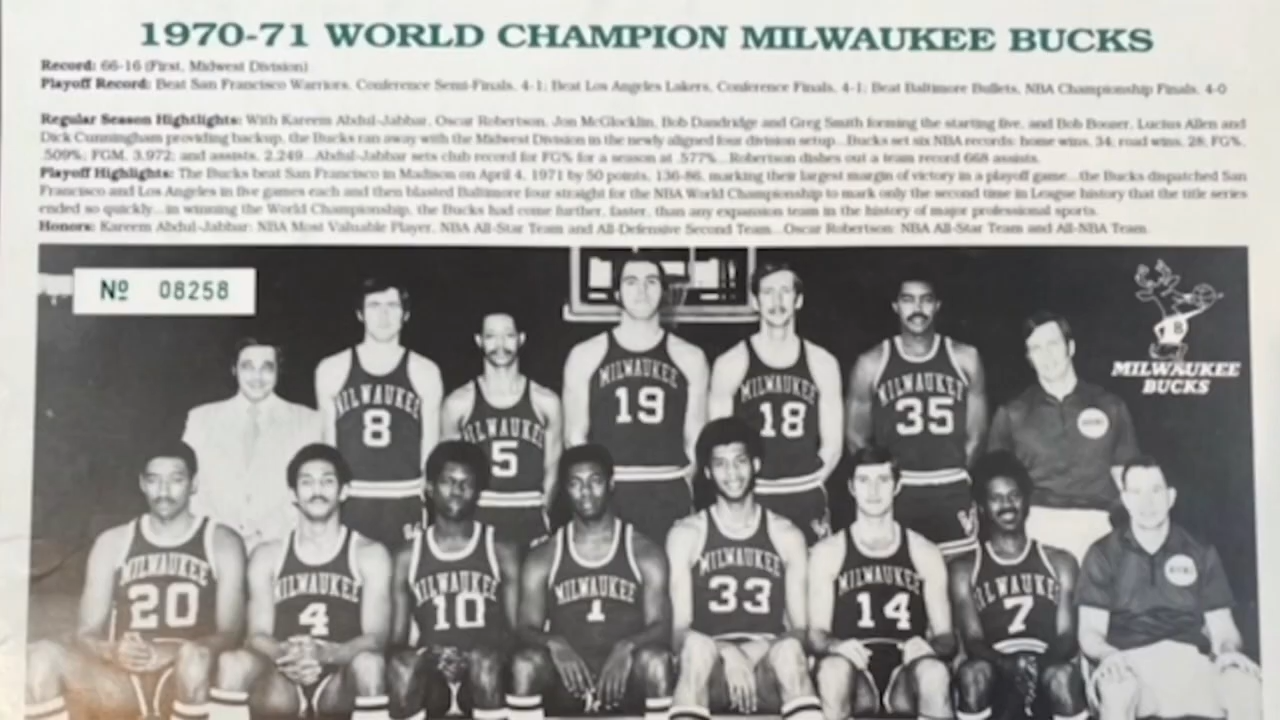 1970-71 WORLD CHAMPION MILWAUKEE BUCKS
Record: 66-16 (First, Midwest Division)
Playoff Record: Beat San Francisco Warriors, Conference Semi-Finals, 4-1; Beat Los Angeles Lakers, Conference Finals, 4-1; Beat Baltimore Bullets, NBA Championship Finals, 4-0
Regular Season Hightlights: With Kareem Abdul-Jabbar, Oscar Robertson, Jon McGlocklin, Bob Dandridge and Greg Smith forming the starting five, and Bob Boozer, Lucius Allen and
Dick Cunningham providing backup, the Bucks ran away with the Midwest Division in the newly aligned four division setup...Bucks set six NBA records: home wins, 34; road wins, 28; FG%,
.509%; FGM, 3,972; and assists, 2,249...Abdul-Jabbar sets club record for FG% for a season at .577%...Robertson dishes out a team record 668 assists.
Playoff Highlights: The Bucks beat San Francisco in Madison on April 4, 1971 by 50 points, 136-86, marking their largest margin of victory in a playoff game...the Bucks dispatched San
Francisco and Los Angeles in five games each and then blasted Baltimore four straight for the NBA World Championship to mark only the second time in League history that the title series
ended so quickly...in winning the World Championship, the Bucks had come further, faster, than any expansion team in the history of major professional sports.
Honors: Kareem Abdul-Jabbar: NBA Most Valuable Player, NBA All-Star Team and All-Defensive Second Team...Oscar Robertson: NBA All-Star Team and All-NBA Team.
Nº 08258
B
MILWAUKEE
BUCKS
MILWAUKEE 8
MILWAUKEE 5
MILWAUKEE 19
MILWAUKEE 18
MILWAUKEE 35
MILWAUKEE 20
MILWAUKEE 4
MILWAUKEE 10
MILWAUKEE 1
MILWAUKEE 33
MILWAUKEE 14
MILWAUKEE 7